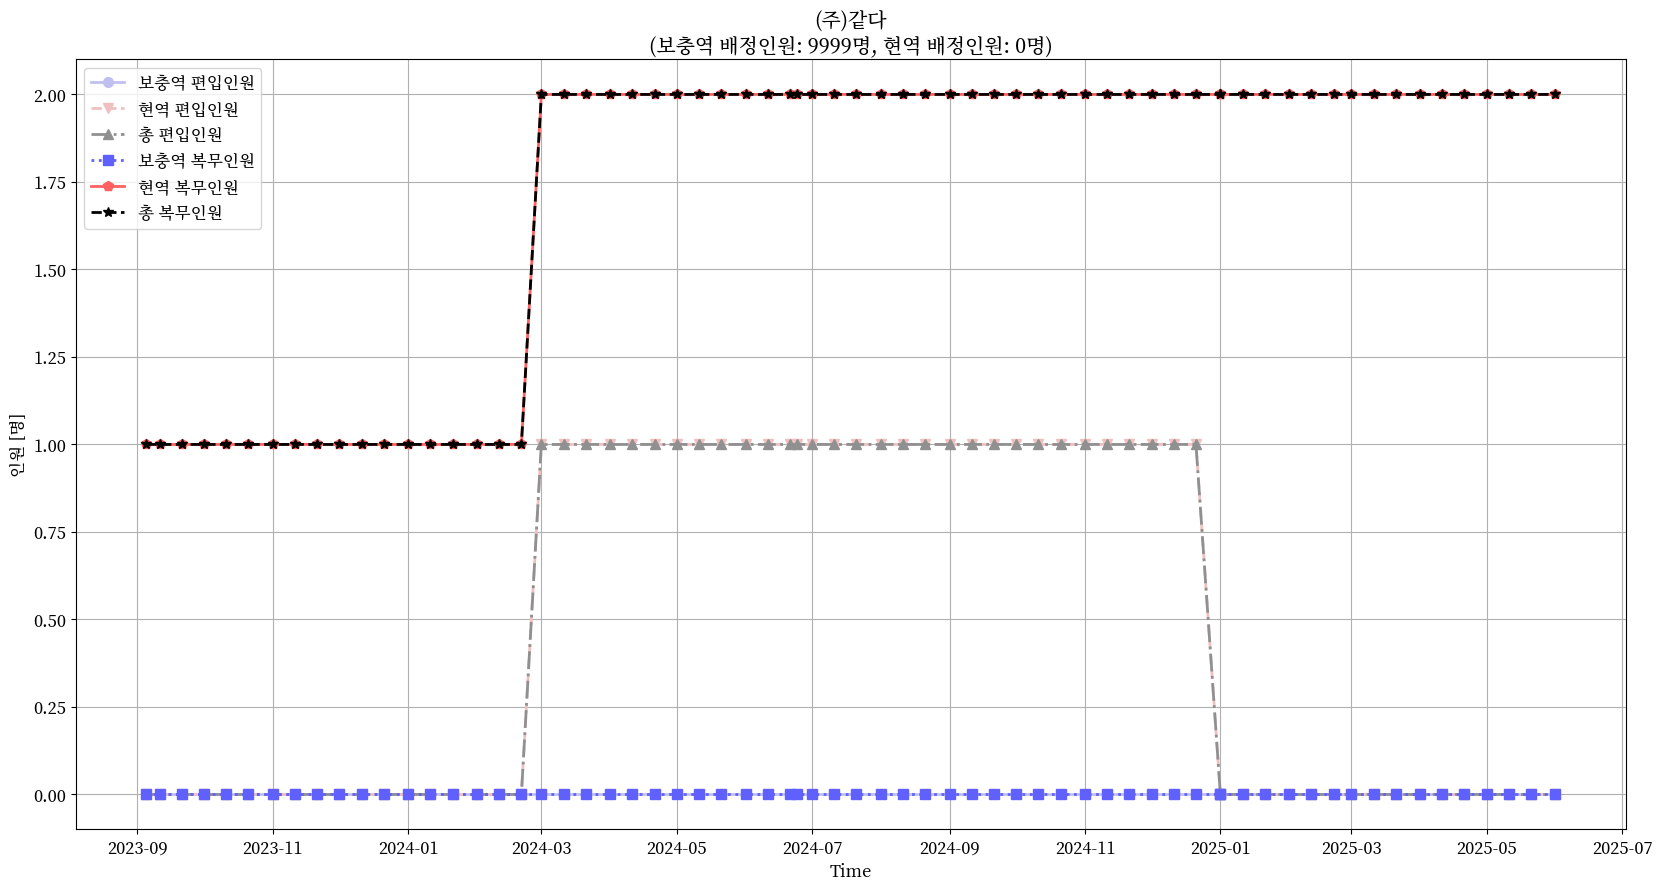 (주)같다
(보충역 배정인원: 9999명, 현역 배정인원: 0명)
보충역 편입인원
현역 편입인원
총 편입인원
보충역 복무인원
현역 복무인원
총 복무인원
2.00
1.75
1.50
1.25
1.00
0.75
0.50
0.25
0.00
인원 [명]
2023-09 2023-11 2024-01 2024-03 2024-05 2024-07 2024-09 2024-11 2025-01 2025-03 2025-05 2025-07
Time